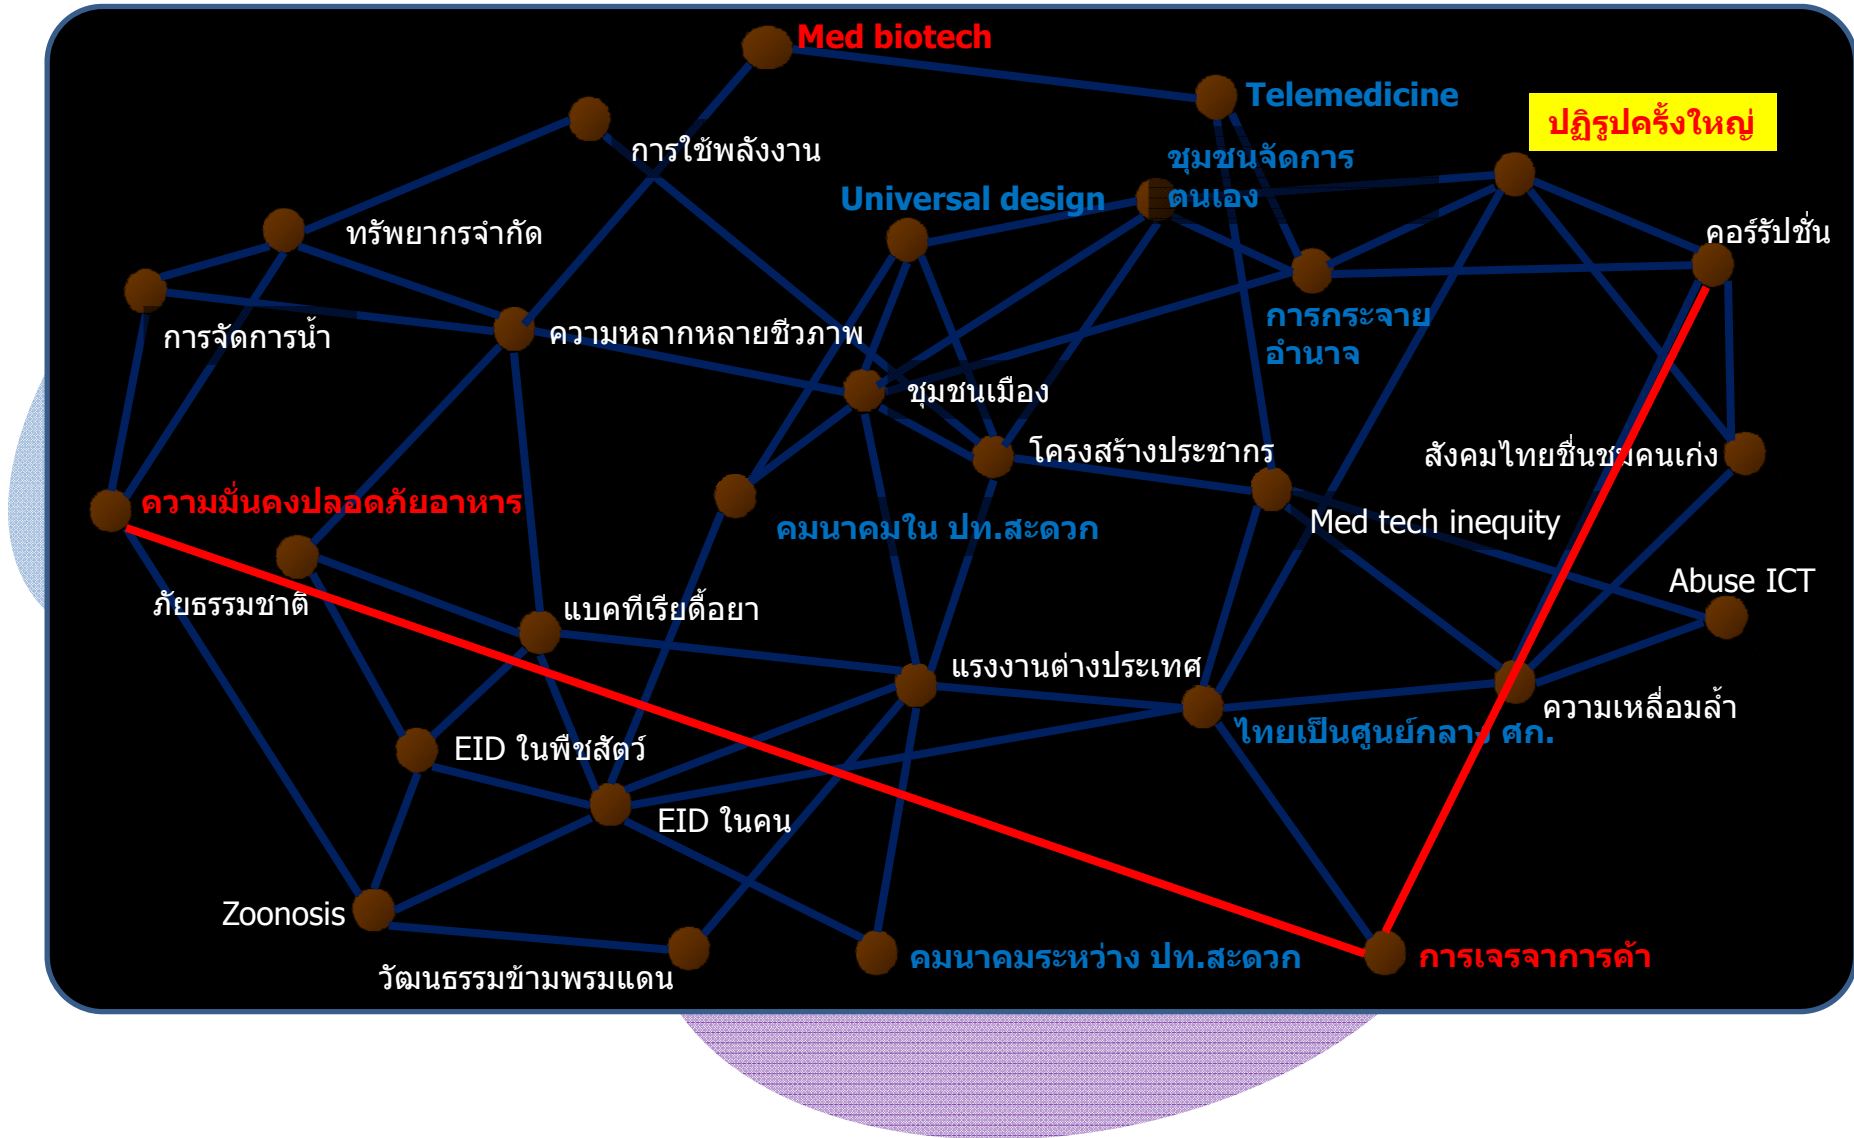 Med biotech
Telemedicine
ปฏิรูปครั้งใหญ่
การใช้พลังงาน
ชุมชนจัดการ
ตนเอง
Universal design
ทรัพยากรจำกัด
คอร์รัปชั่น
การจัดการน้ำ
ความหลากหลายชีวภาพ
การกระจาย
อำนาจ
ชุมชนเมือง
โครงสร้างประชากร
สังคมไทยชื่นชมคนเก่ง
ความมั่นคงปลอดภัยอาหาร
คมนาคมใน ปท.สะดวก
Med tech inequity
Abuse ICT
ภัยธรรมชาติ
แบคทีเรียดื้อยา
แรงงานต่างประเทศ
ความเหลื่อมล้ำ
ไทยเป็นศูนย์กลาง ศก.
EID ในพืชสัตว์
EID ในคน
Zoonosis
คมนาคมระหว่าง ปท.สะดวก
การเจรจาการค้า
วัฒนธรรมข้ามพรมแดน